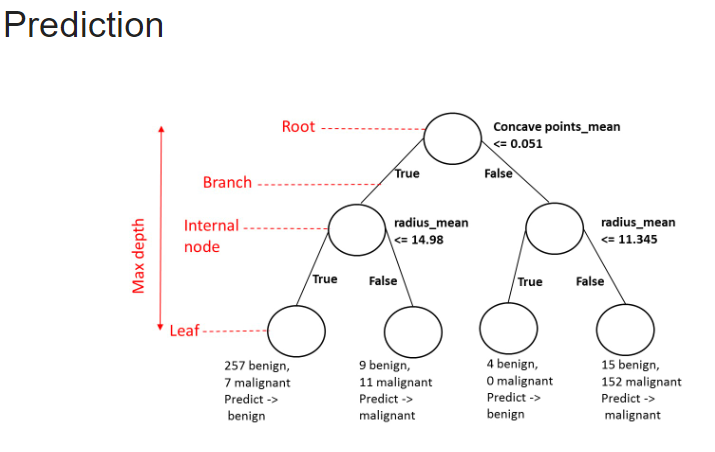 Prediction
Root
Concave points_mean
<= 0.051
True
False
Branch
Internal
node
radius_mean
<= 14.98
radius_mean
<= 11.345
Max depth
True
False
True
False
Leaf
257 benign,
7 malignant
Predict ->
benign
9 benign,
11 malignant
Predict ->
malignant
4 benign,
0 malignant
Predict ->
benign
15 benign,
152 malignant
Predict ->
malignant